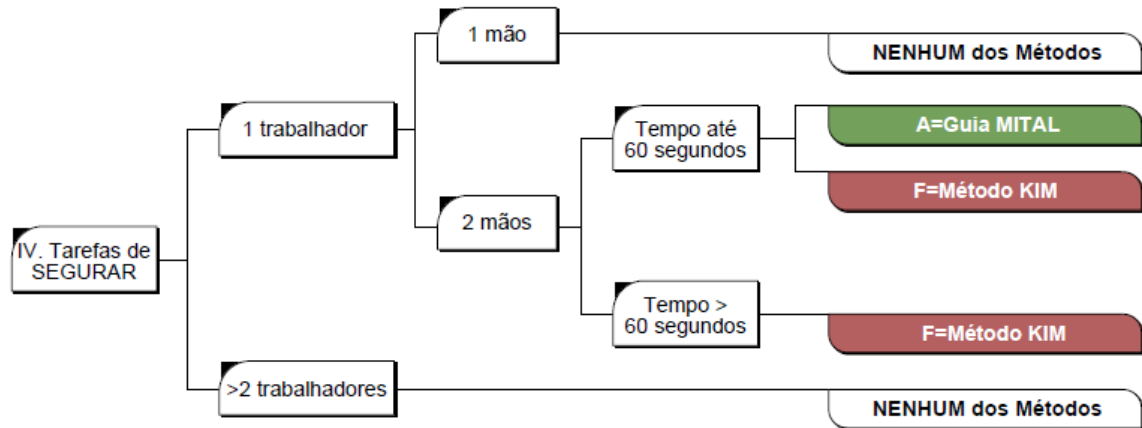 1 mão
NENHUM dos Métodos
1 trabalhador
Tempo até
60 segundos
A=Guia MITAL
F=Método KIM
2 mãos
IV. Tarefas de
SEGURAR
Tempo >
60 segundos
F=Método KIM
>2 trabalhadores
NENHUM dos Métodos